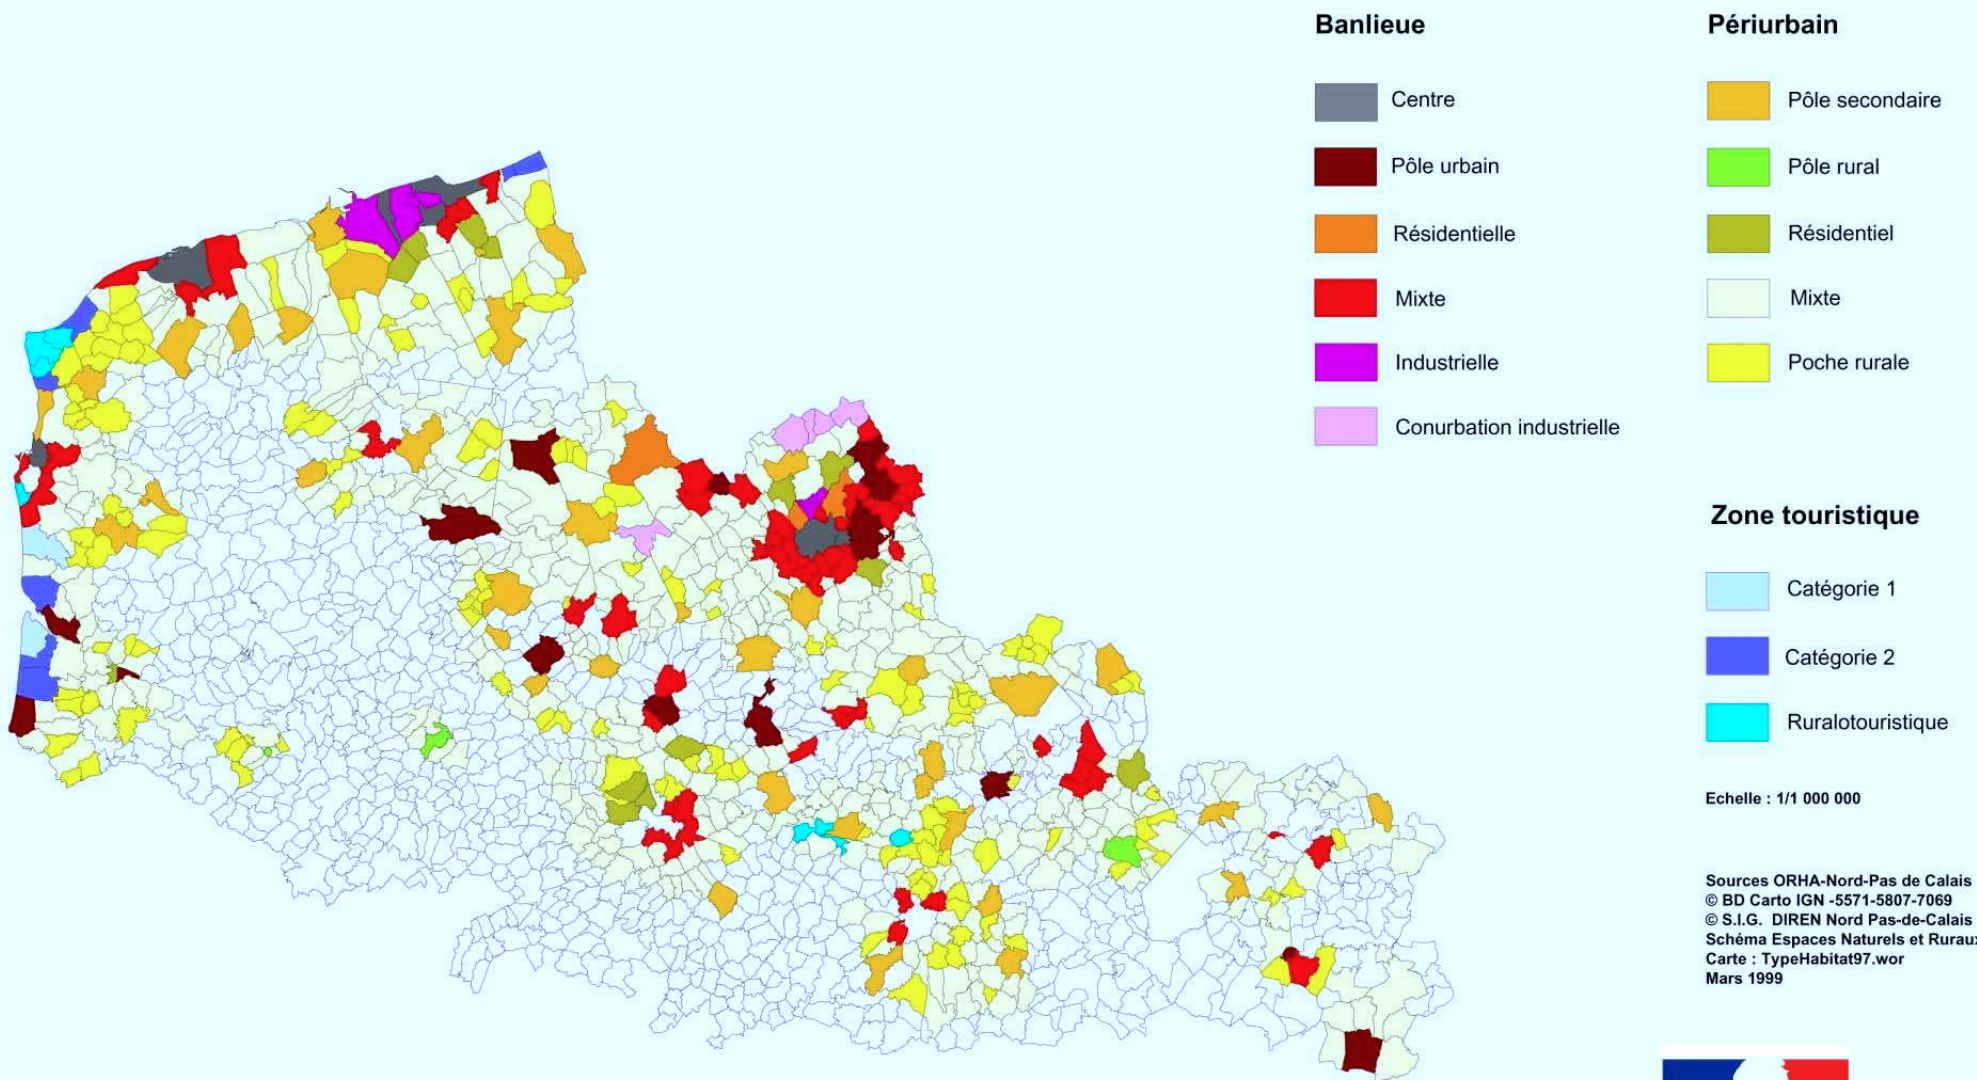 Banlieue
Centre
Pôle urbain
Résidentielle
Mixte
Industrielle
Conurbation industrielle
Périurbain
Pôle secondaire
Pôle rural
Résidentiel
Mixte
Poche rurale
Zone touristique
Catégorie 1
Catégorie 2
Ruralotouristique
Echelle : 1/1 000 000
Sources ORHA-Nord-Pas de Calais
© BD Carto IGN -5571-5807-7069
© S.I.G. DIREN Nord Pas-de-Calais
Schéma Espaces Naturels et Ruraux
Carte : TypeHabitat97.wor
Mars 1999